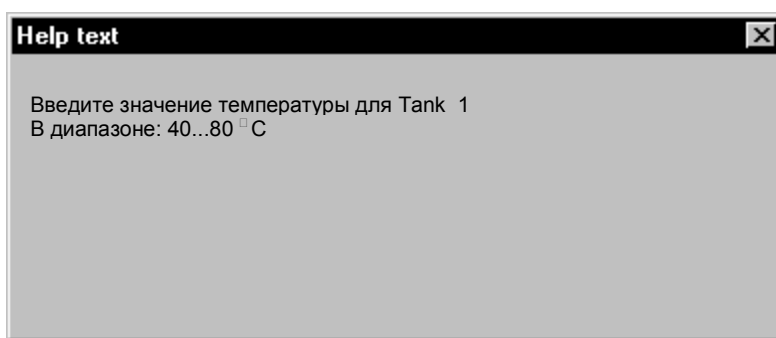 Help text
Введите значение температуры для Tank 1
В диапазоне: 40...80 °C